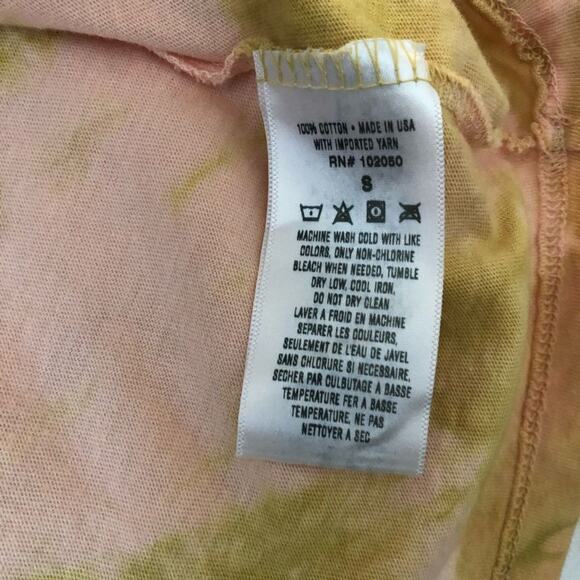 100% COTTON • MADE IN USA
WITH IMPORTED YARN
RN# 102050
S
MACHINE WASH COLD WITH LIKE
COLORS, ONLY NON-CHLORINE
BLEACH WHEN NEEDED, TUMBLE
DRY LOW, COOL IRON,
DO NOT DRY CLEAN
LAVER A FROID EN MACHINE
SEPARER LES COULEURS,
SEULEMENT DE L'EAU DE JAVEL
SANS CHLORURE SI NECESSAIRE,
SECHER PAR CULBUTAGE A BASSE
TEMPERATURE FER A BASSE
TEMPERATURE, NE PAS
NETTOYER A SEC